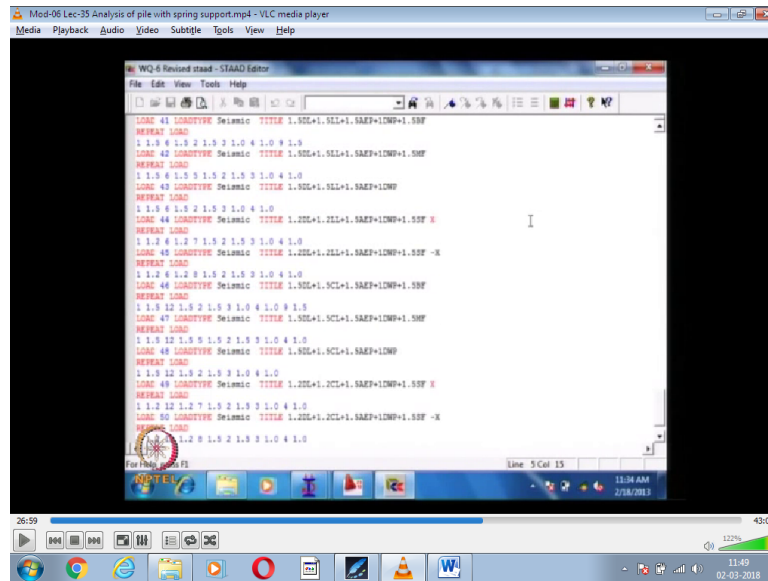 Mod-06 Lec-35 Analysis of pile with spring support.mp4 - VLC media player
Media Playback Audio Video Subtitle Tools View Help
WQ-6 Revised staad - STAAD Editor
File Edit View Tools Help
LOAD 41 LOADTYPE Seismic TITLE 1.5DL+1.5LL+1.5AEP+1DWP+1.5BF
REPEAT LOAD
1 1.5 6 1.5 2 1.5 3 1.0 4 1.0 9 1.5
LOAD 42 LOADTYPE Seismic TITLE 1.5DL+1.5LL+1.5AEP+1DWP+1.5MF
REPEAT LOAD
1 1.5 6 1.5 5 1.5 2 1.5 3 1.0 4 1.0
LOAD 43 LOADTYPE Seismic TITLE 1.5DL+1.5LL+1.5AEP+1DWP
REPEAT LOAD
1 1.5 6 1.5 2 1.5 3 1.0 4 1.0
LOAD 44 LOADTYPE Seismic TITLE 1.2DL+1.2LL+1.5AEP+1DWP+1.5SF X
REPEAT LOAD
1 1.2 6 1.2 7 1.5 2 1.5 3 1.0 4 1.0
LOAD 45 LOADTYPE Seismic TITLE 1.2DL+1.2LL+1.5AEP+1DWP+1.5SF -X
REPEAT LOAD
1 1.2 6 1.2 8 1.5 2 1.5 3 1.0 4 1.0
LOAD 46 LOADTYPE Seismic TITLE 1.5DL+1.5CL+1.5AEP+1DWP+1.5BF
REPEAT LOAD
1 1.5 12 1.5 2 1.5 3 1.0 4 1.0 9 1.5
LOAD 47 LOADTYPE Seismic TITLE 1.5DL+1.5CL+1.5AEP+1DWP+1.5MF
REPEAT LOAD
1 1.5 12 1.5 5 1.5 2 1.5 3 1.0 4 1.0
LOAD 48 LOADTYPE Seismic TITLE 1.5DL+1.5CL+1.5AEP+1DWP
REPEAT LOAD
1 1.5 12 1.5 2 1.5 3 1.0 4 1.0
LOAD 49 LOADTYPE Seismic TITLE 1.2DL+1.2CL+1.5AEP+1DWP+1.5SF X
REPEAT LOAD
1 1.2 12 1.2 7 1.5 2 1.5 3 1.0 4 1.0
LOAD 50 LOADTYPE Seismic TITLE 1.2DL+1.2CL+1.5AEP+1DWP+1.5SF -X
REPEAT LOAD
1.2 8 1.5 2 1.5 3 1.0 4 1.0
For Help, press F1 Line 5 Col 15
NPTEL
11:34 AM
2/18/2013
26:59 43:0
122%
11:49
02-03-2018